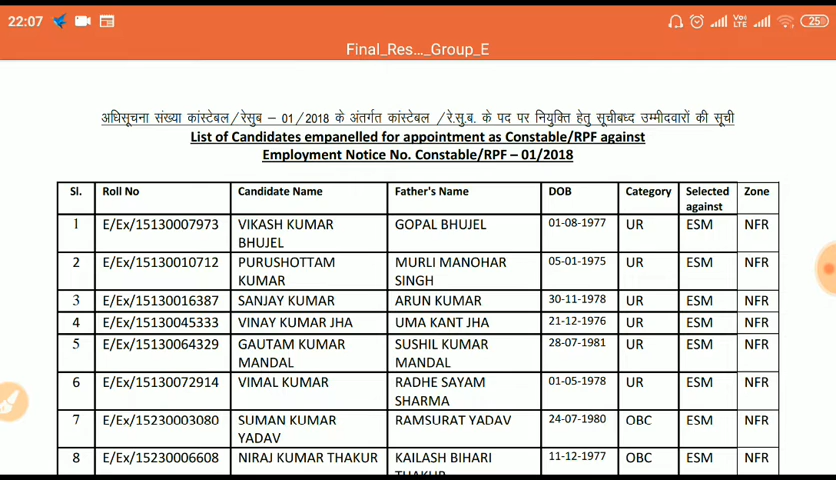 22:07
Vo) LTE
25
Final_Res..._Group_E
अधिसूचना संख्या कांस्टेबल/रेसुब – 01/2018 के अंतर्गत कांस्टेबल /रे.सु.ब. के पद पर नियुक्ति हेतु सूचीबध्द उम्मीदवारों की सूची
List of Candidates empanelled for appointment as Constable/RPF against
Employment Notice No. Constable/RPF – 01/2018
Sl. Roll No Candidate Name Father's Name DOB Category Selected against Zone
1 E/Ex/15130007973 VIKASH KUMAR BHUJEL GOPAL BHUJEL 01-08-1977 UR ESM NFR
2 E/Ex/15130010712 PURUSHOTTAM KUMAR MURLI MANOHAR SINGH 05-01-1975 UR ESM NFR
3 E/Ex/15130016387 SANJAY KUMAR ARUN KUMAR 30-11-1978 UR ESM NFR
4 E/Ex/15130045333 VINAY KUMAR JHA UMA KANT JHA 21-12-1976 UR ESM NFR
5 E/Ex/15130064329 GAUTAM KUMAR MANDAL SUSHIL KUMAR MANDAL 28-07-1981 UR ESM NFR
6 E/Ex/15130072914 VIMAL KUMAR RADHE SAYAM SHARMA 01-05-1978 UR ESM NFR
7 E/Ex/15230003080 SUMAN KUMAR YADAV RAMSURAT YADAV 24-07-1980 OBC ESM NFR
8 E/Ex/15230006608 NIRAJ KUMAR THAKUR KAILASH BIHARI THAKUR 11-12-1977 OBC ESM NFR